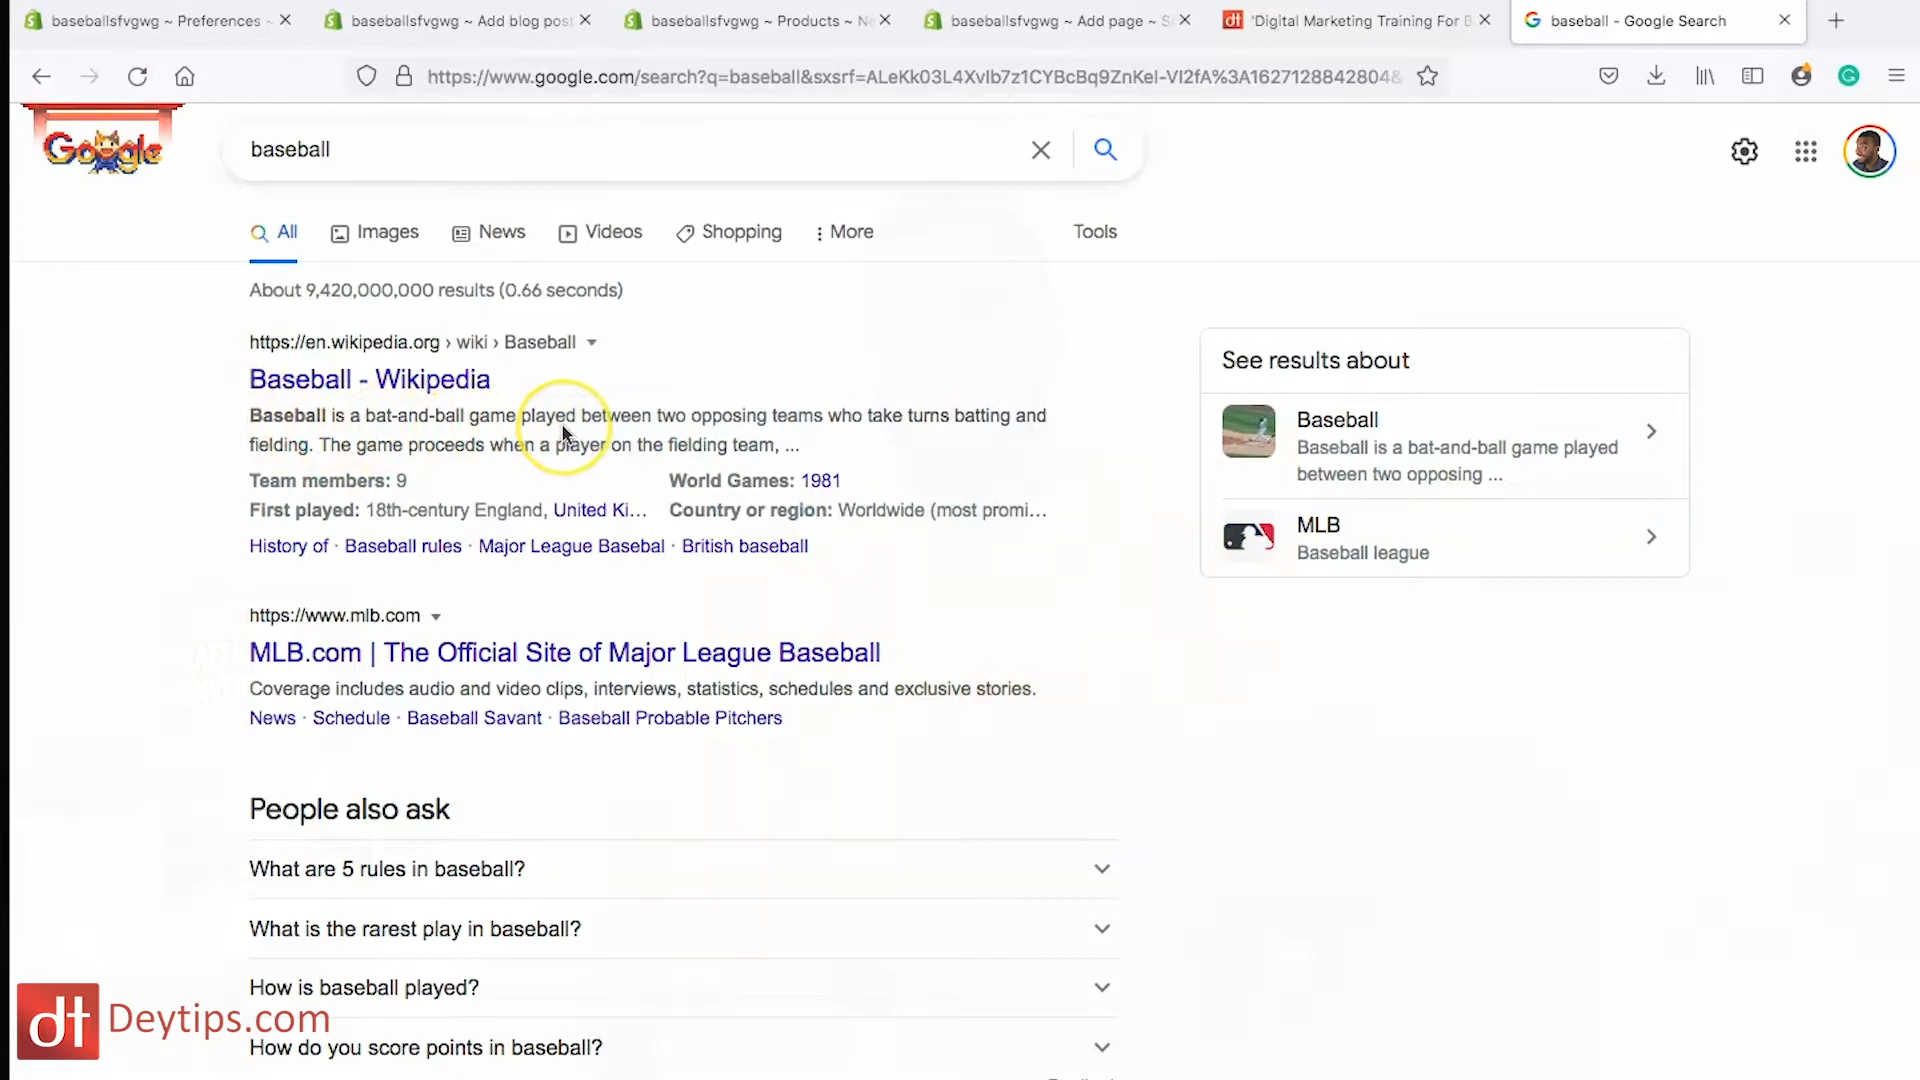 baseballsfvgwg ~ Preferences ~
baseballsfvgwg ~ Add blog post
baseballsfvgwg ~ Products ~ Ne
baseballsfvgwg ~ Add page ~ S
dt 'Digital Marketing Training For B
baseball - Google Search
https://www.google.com/search?q=baseball&sxsrf=ALeKk03L4XvIb7z1CYBcBq9ZnKeI-VI2fA%3A1627128842804&
Google
baseball
All
Images
News
Videos
Shopping
More
Tools
About 9,420,000,000 results (0.66 seconds)
https://en.wikipedia.org › wiki › Baseball
Baseball - Wikipedia
Baseball is a bat-and-ball game played between two opposing teams who take turns batting and
fielding. The game proceeds when a player on the fielding team, ...
Team members: 9
World Games: 1981
First played: 18th-century England, United Ki...
Country or region: Worldwide (most promi...
History of · Baseball rules · Major League Basebal · British baseball
See results about
Baseball
Baseball is a bat-and-ball game played
between two opposing ...
MLB
Baseball league
https://www.mlb.com
MLB.com | The Official Site of Major League Baseball
Coverage includes audio and video clips, interviews, statistics, schedules and exclusive stories.
News · Schedule · Baseball Savant · Baseball Probable Pitchers
People also ask
What are 5 rules in baseball?
What is the rarest play in baseball?
How is baseball played?
dt Deytips.com
How do you score points in baseball?